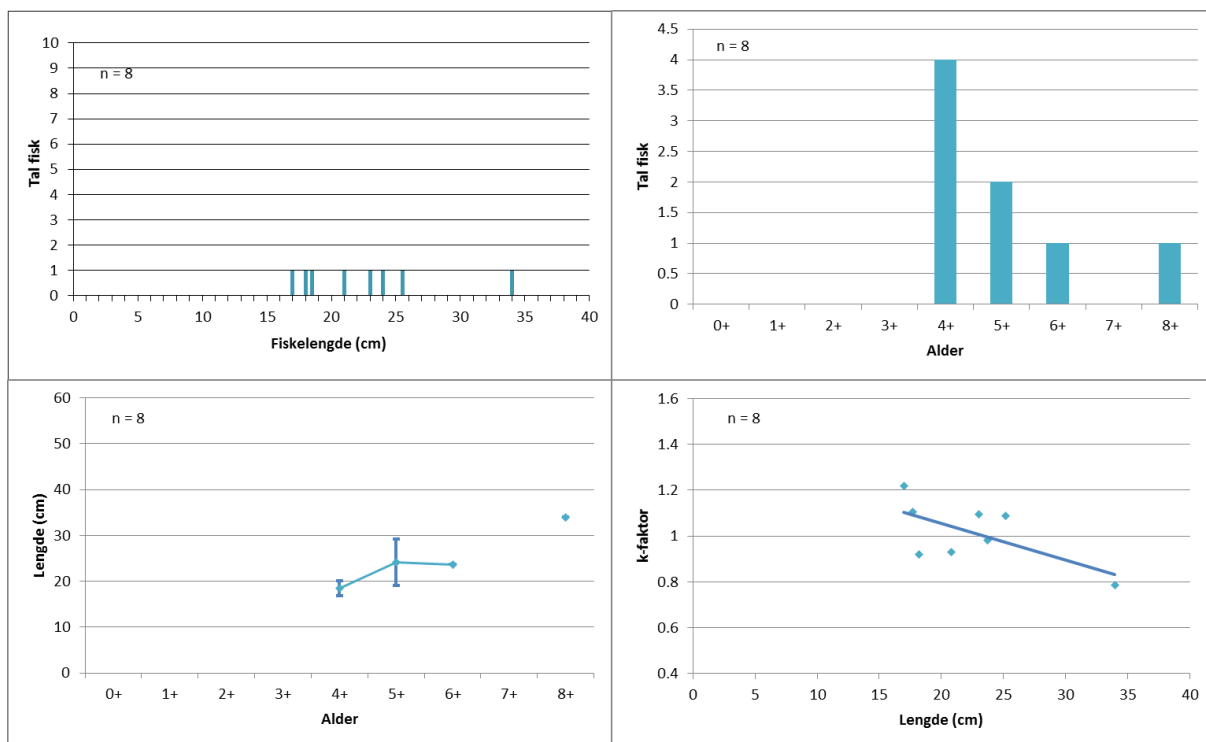 10
9
8
7
6
5
4
3
2
1
0
n = 8
Tal fisk
0 5 10 15 20 25 30 35 40
Fiskelengde (cm)
4.5
4
3.5
3
2.5
2
1.5
1
0.5
0
n = 8
Tal fisk
0+ 1+ 2+ 3+ 4+ 5+ 6+ 7+ 8+
Alder
60
50
40
30
20
10
0
n = 8
Lengde (cm)
0+ 1+ 2+ 3+ 4+ 5+ 6+ 7+ 8+
Alder
1.6
1.4
1.2
1
0.8
0.6
0.4
n = 8
k-faktor
0 5 10 15 20 25 30 35 40
Lengde (cm)